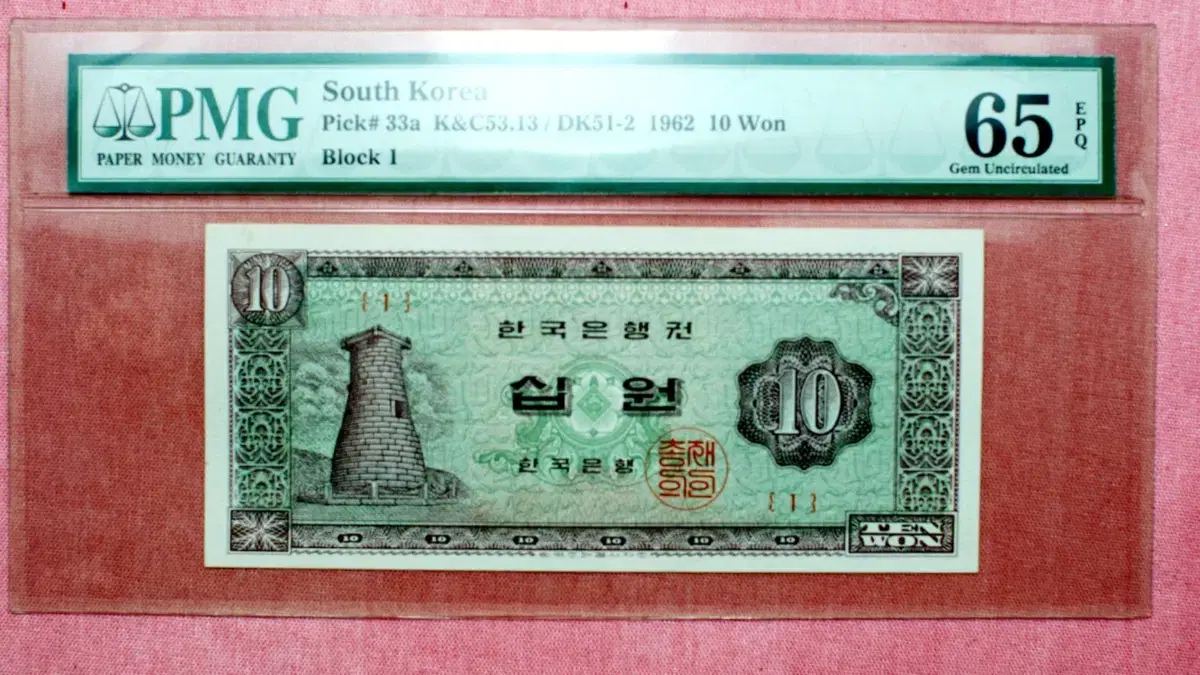 PMG
PAPER MONEY GUARANTY
South Korea
Pick# 33a K&C53.13 / DK51-2 1962 10 Won
Block 1
65 EPQ
Gem Uncirculated
10
{ 1 }
한국은행권
십 원
10
한국은행
총재의인
{ 1 }
10 10 10 10 10 10
TEN
WON